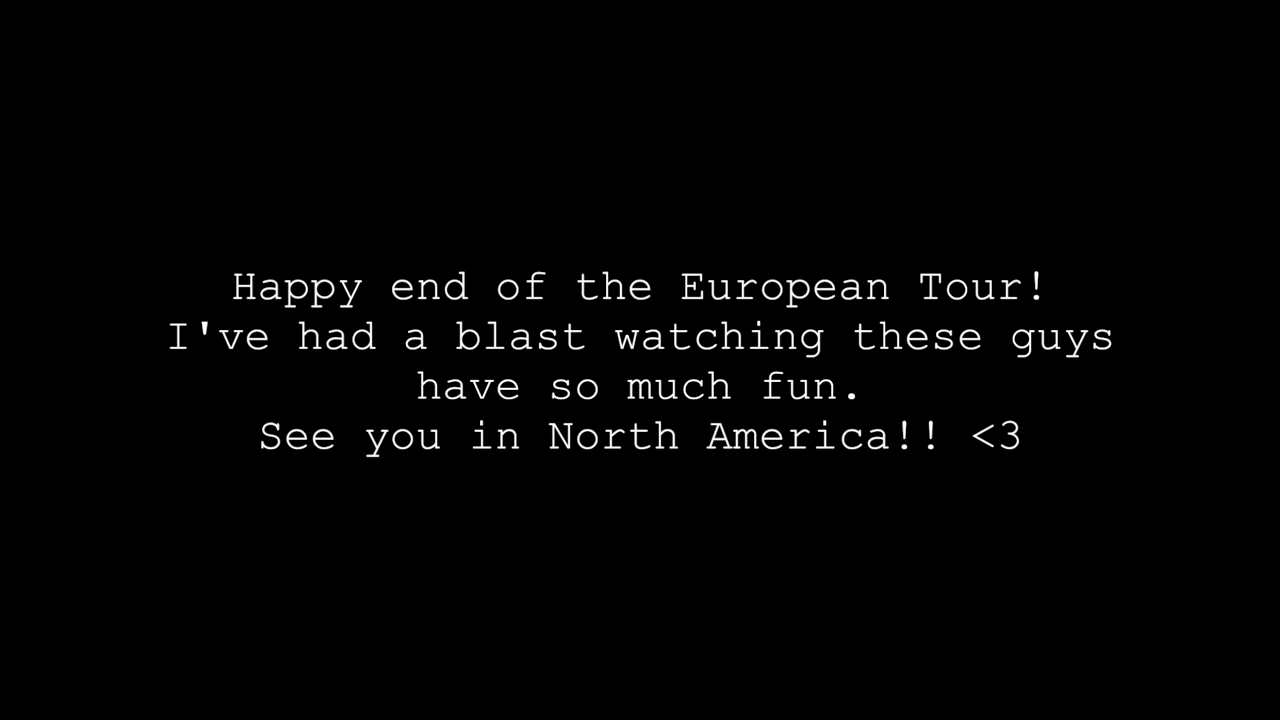 Happy end of the European Tour!
I've had a blast watching these guys
have so much fun.
See you in North America!! <3